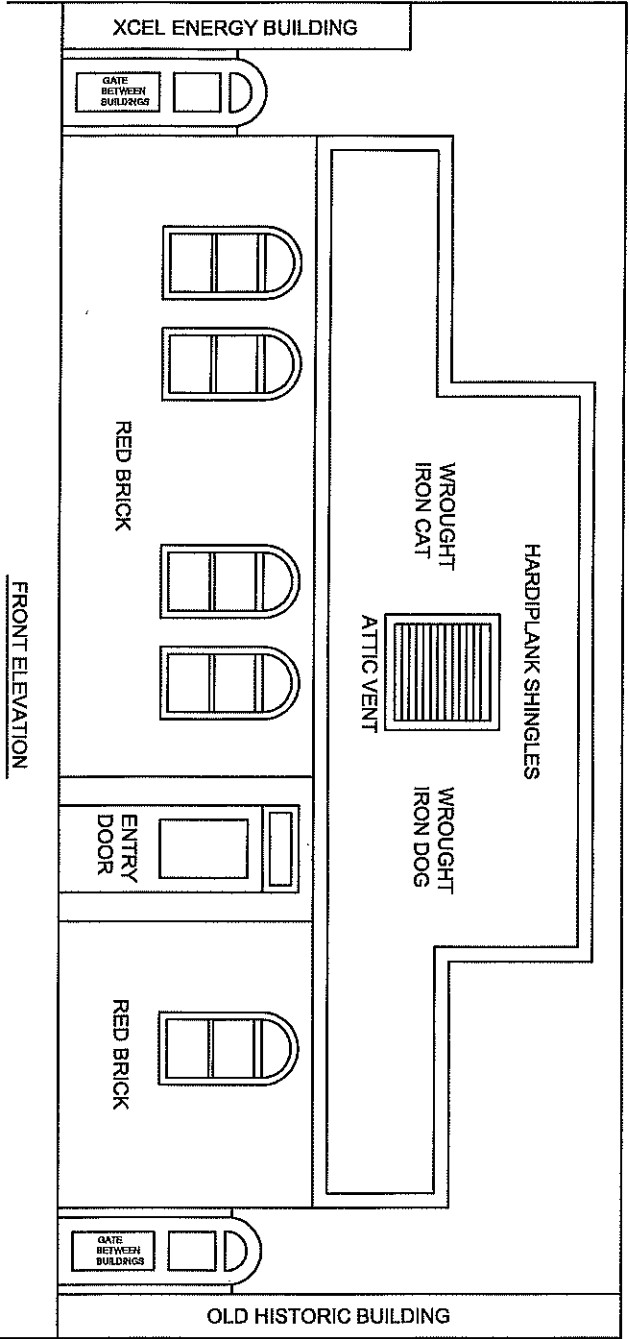 XCEL ENERGY BUILDING
GATE
BETWEEN
BUILDINGS
HARDIPLANK SHINGLES
WROUGHT
IRON CAT
WROUGHT
IRON DOG
ATTIC VENT
RED BRICK
ENTRY
DOOR
RED BRICK
GATE
BETWEEN
BUILDINGS
OLD HISTORIC BUILDING
FRONT ELEVATION